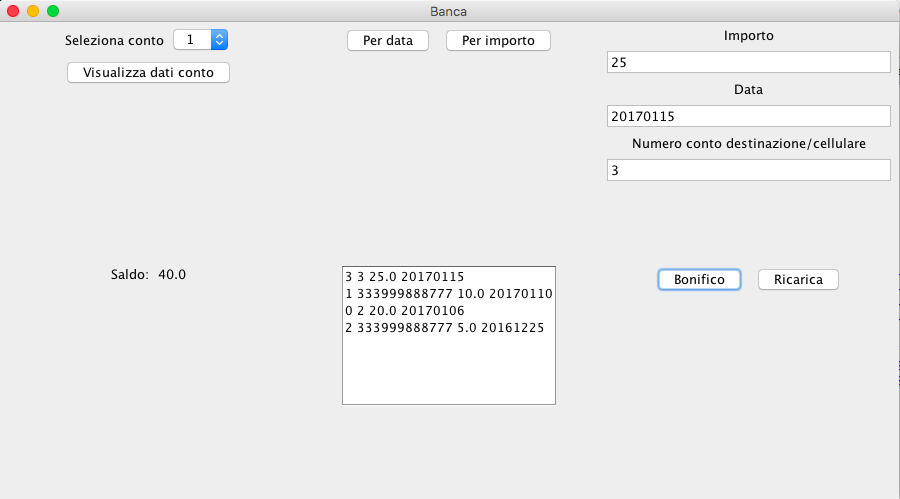 Banca
Seleziona conto 1
Visualizza dati conto
Per data Per importo
Importo
25
Data
20170115
Numero conto destinazione/cellulare
3
Saldo: 40.0
3 3 25.0 20170115
1 333999888777 10.0 20170110
0 2 20.0 20170106
2 333999888777 5.0 20161225
Bonifico Ricarica